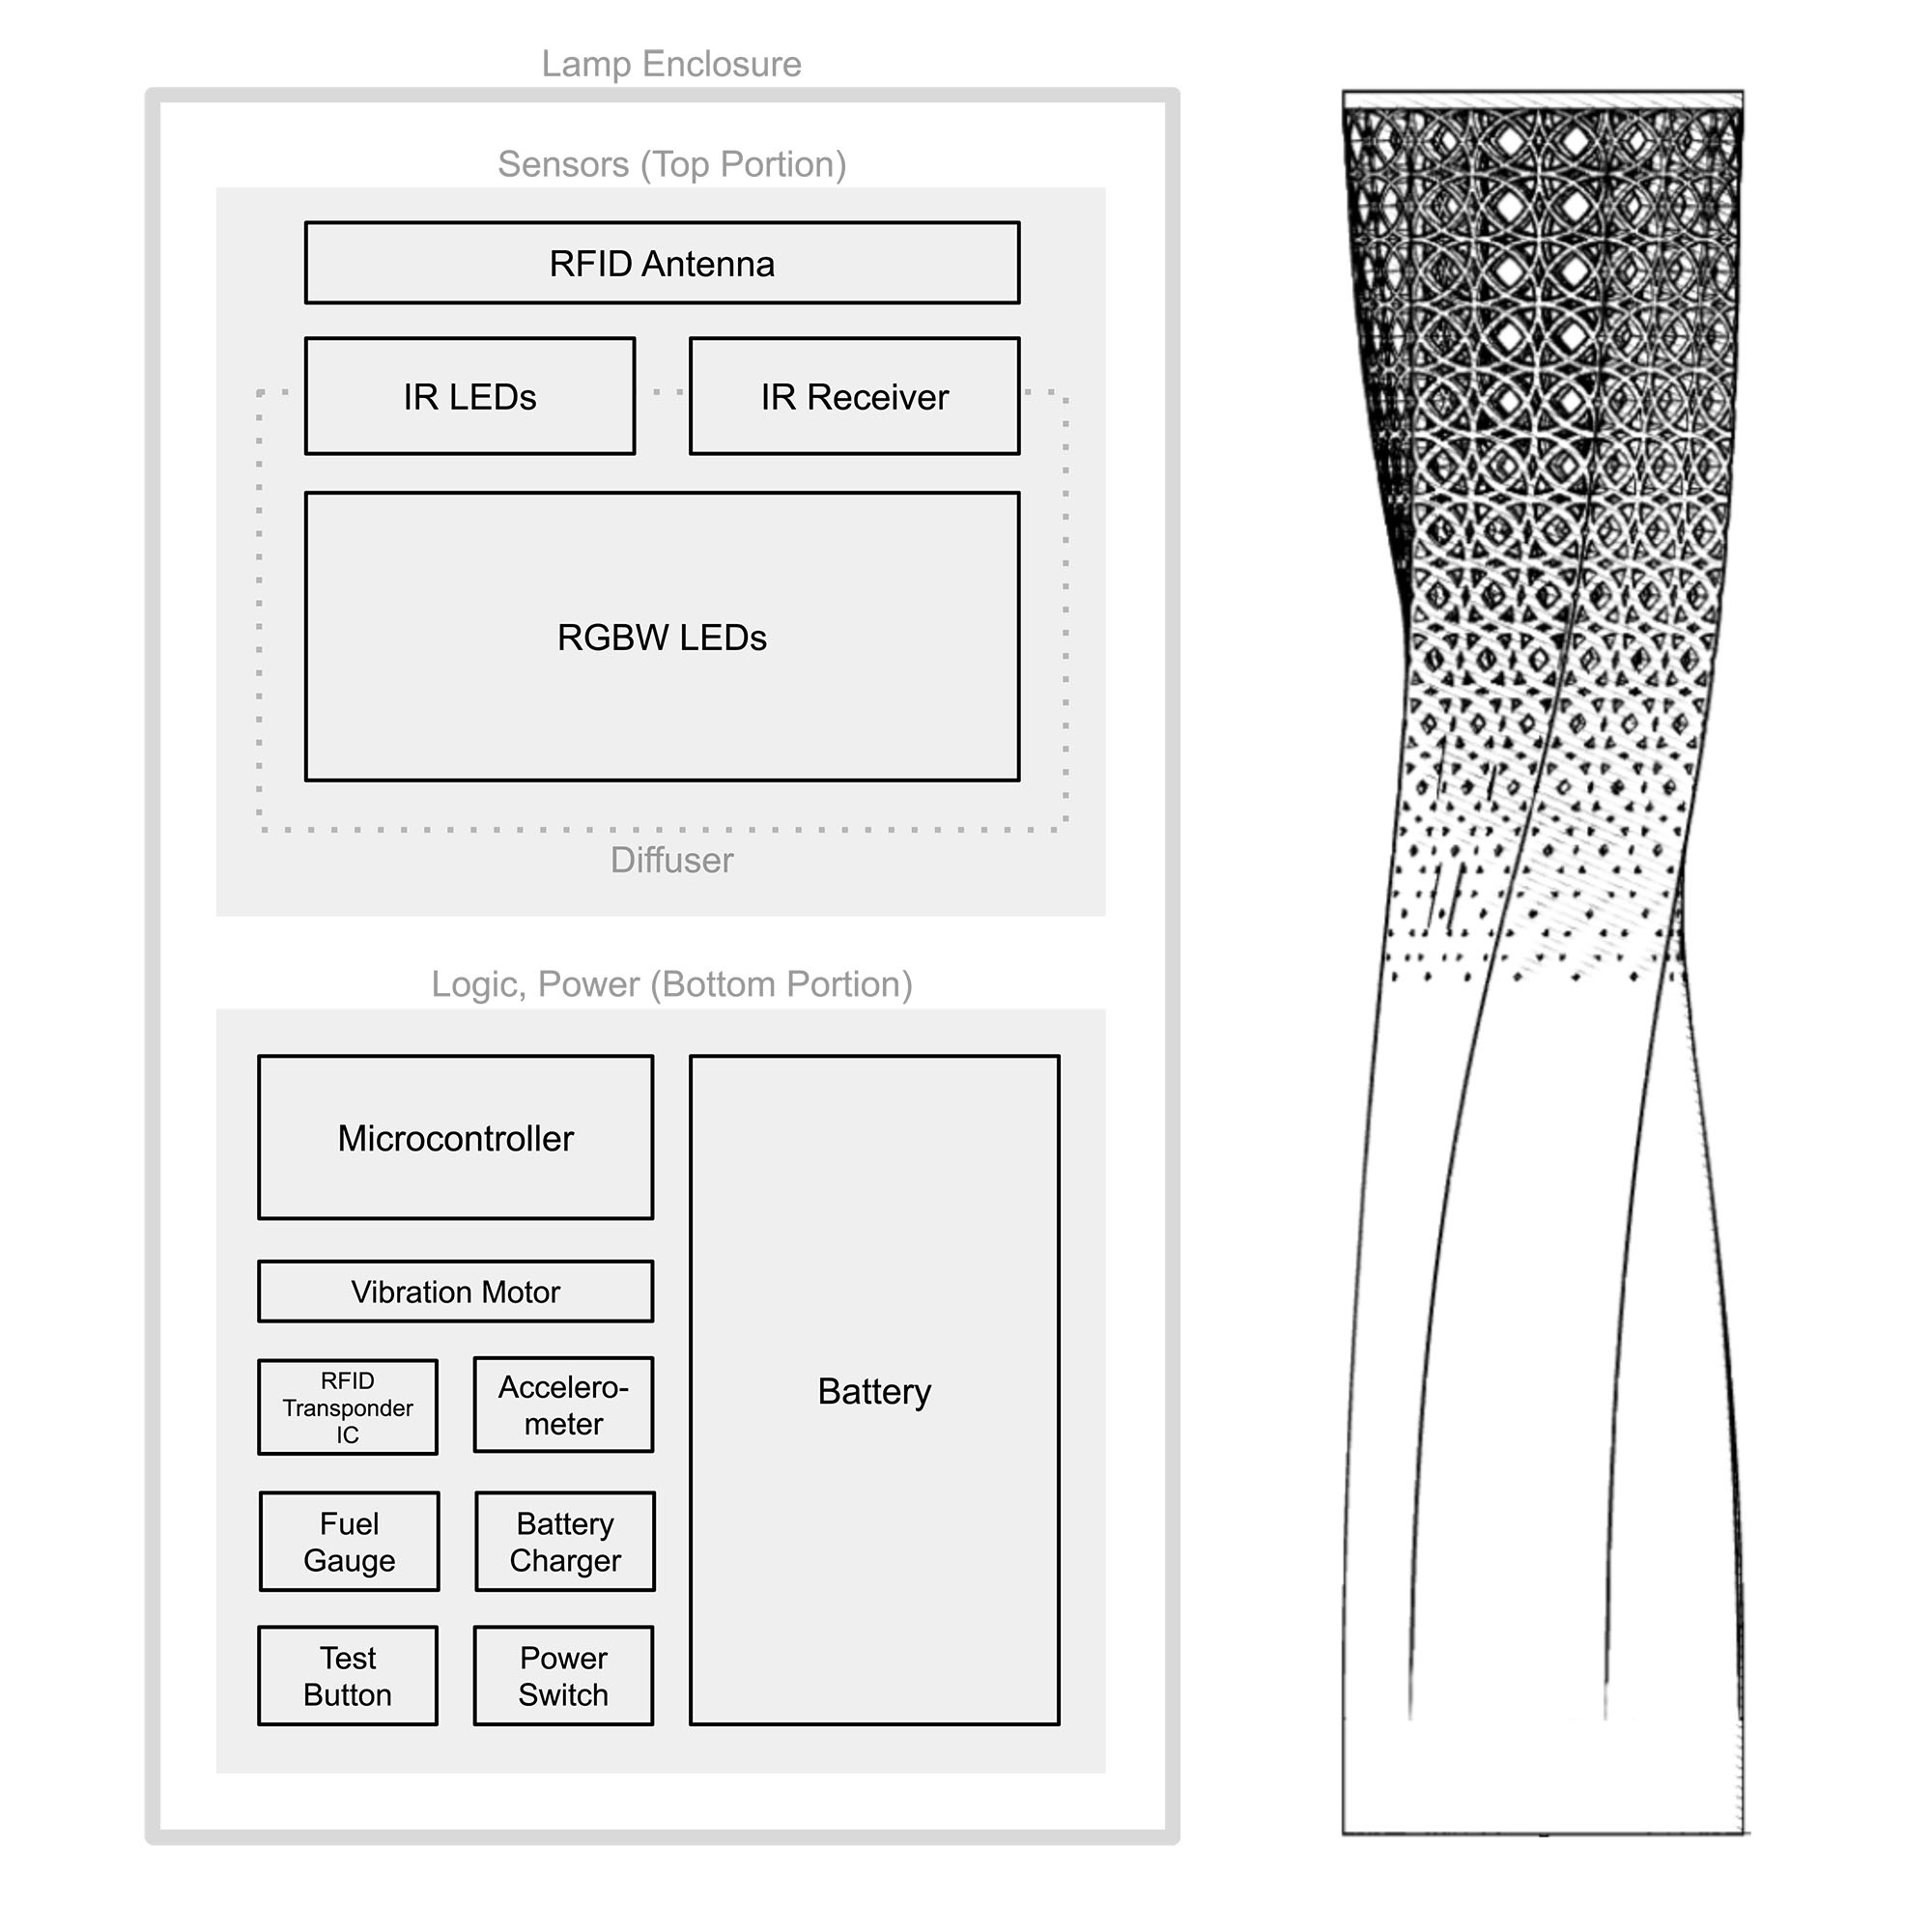 Lamp Enclosure
Sensors (Top Portion)
RFID Antenna
IR LEDs
IR Receiver
RGBW LEDs
Diffuser
Logic, Power (Bottom Portion)
Microcontroller
Vibration Motor
RFID
Transponder
IC
Accelero-
meter
Battery
Fuel
Gauge
Battery
Charger
Test
Button
Power
Switch